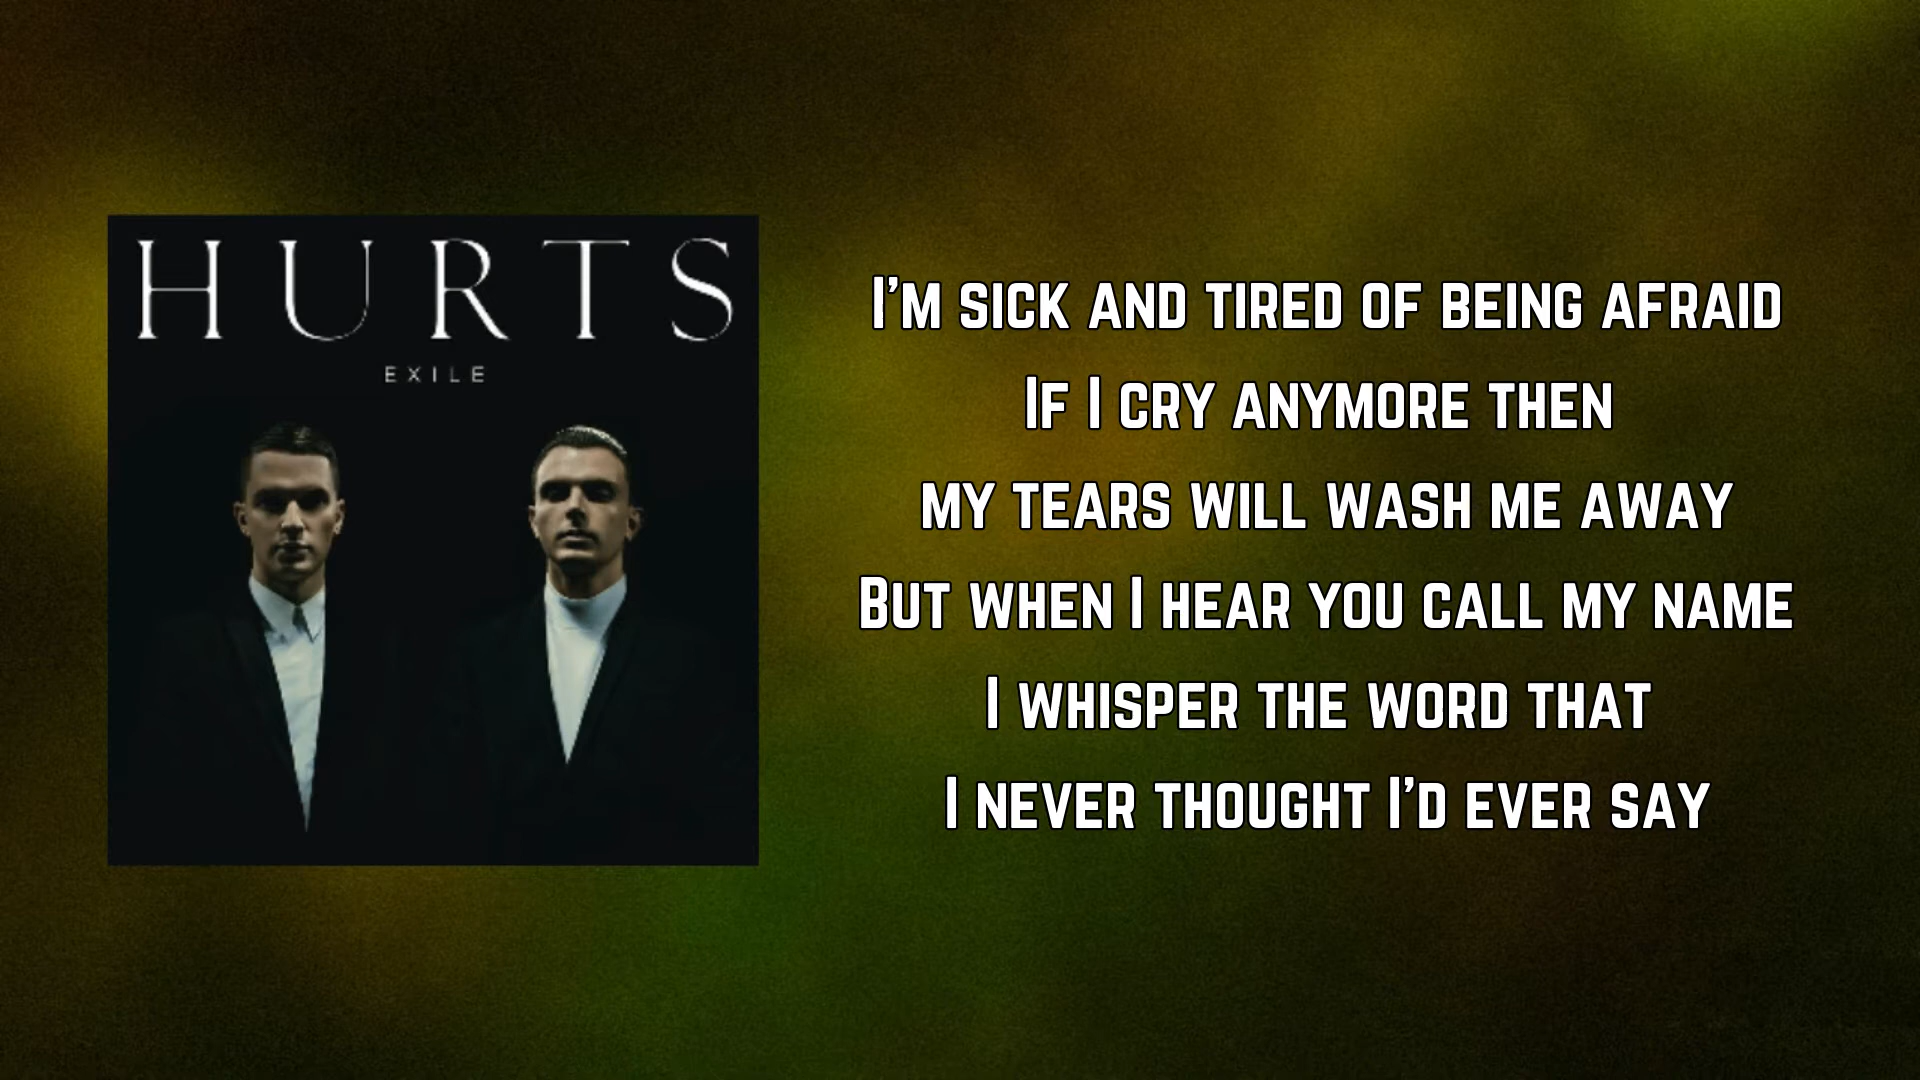 HURTS
EXILE
I'm sick and tired of being afraid
If I cry anymore then
my tears will wash me away
But when I hear you call my name
I whisper the word that
I never thought I'd ever say